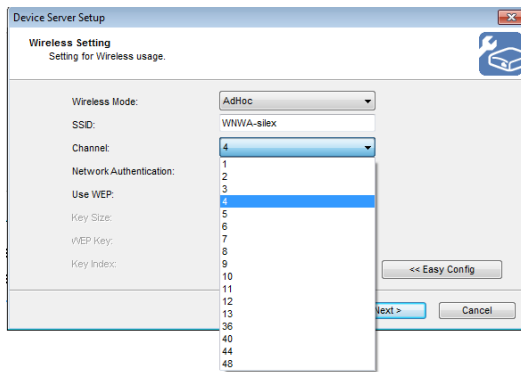 Device Server Setup
Wireless Setting
Setting for Wireless usage.
Wireless Mode:
AdHoc
SSID:
WNWA-silex
Channel:
4
Network Authentication:
Use WEP:
Key Size:
WEP Key:
Key Index:
1
2
3
4
5
6
7
8
9
10
11
12
13
36
40
44
48
<< Easy Config
Next >
Cancel